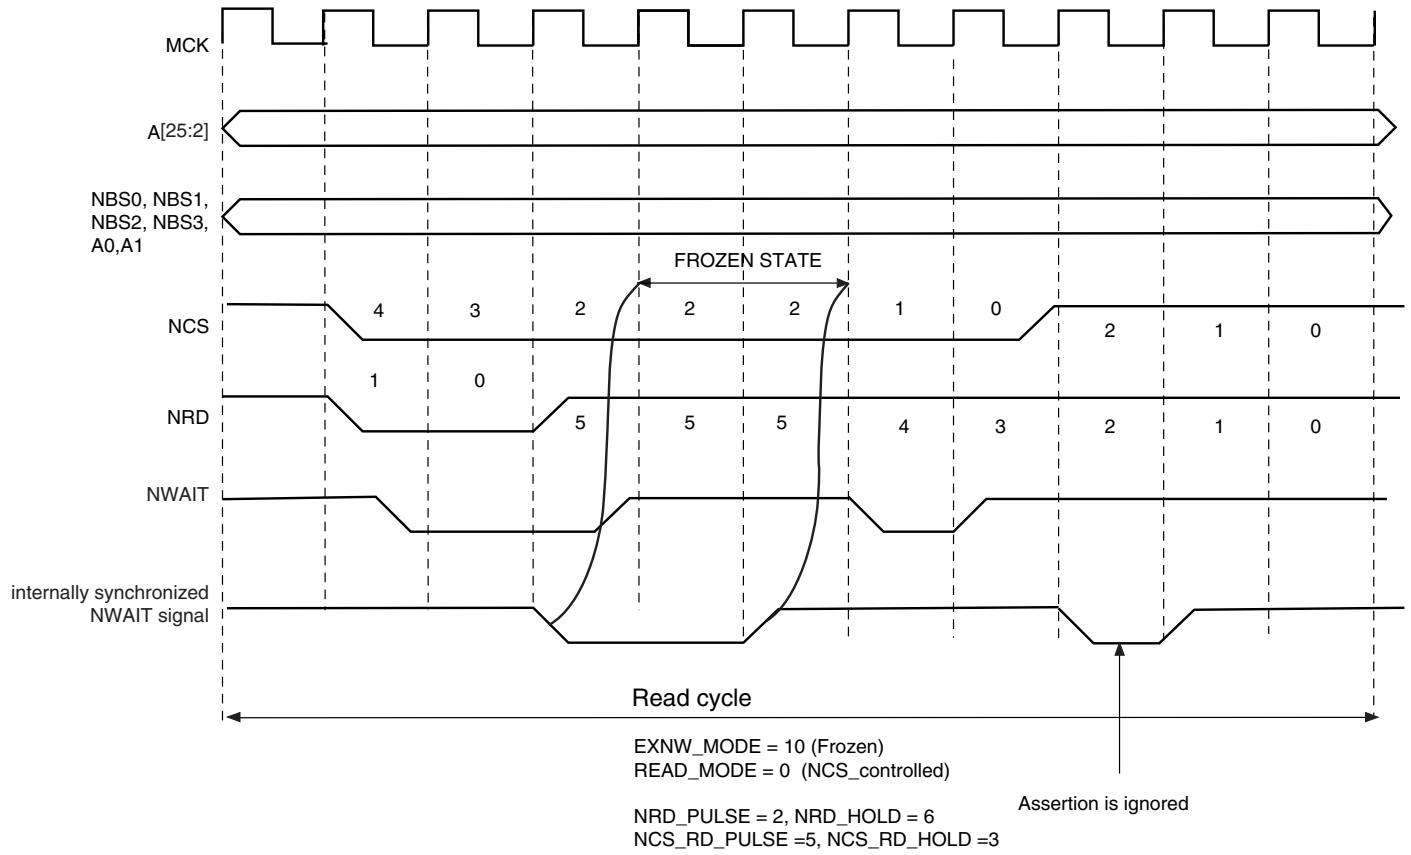 MCK
A[25:2]
NBS0, NBS1,
NBS2, NBS3,
A0,A1
FROZEN STATE
4 3 2 2 2 1 0
NCS
2 1 0
1 0
NRD
5 5 5 4 3 2 1 0
NWAIT
internally synchronized
NWAIT signal
Read cycle
EXNW_MODE = 10 (Frozen)
READ_MODE = 0 (NCS_controlled)
Assertion is ignored
NRD_PULSE = 2, NRD_HOLD = 6
NCS_RD_PULSE =5, NCS_RD_HOLD =3